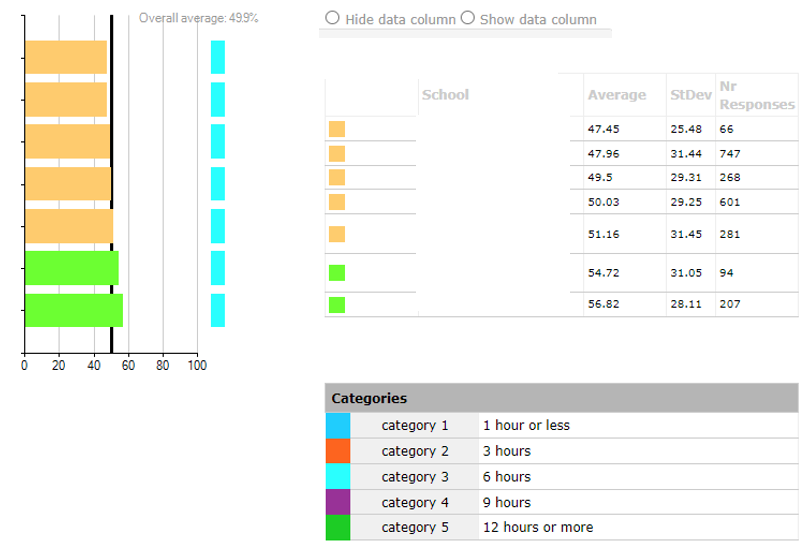 Overall average: 49.9%
0 20 40 60 80 100
Hide data column Show data column
School Average StDev Nr Responses
47.45 25.48 66
47.96 31.44 747
49.5 29.31 268
50.03 29.25 601
51.16 31.45 281
54.72 31.05 94
56.82 28.11 207
Categories
category 1 1 hour or less
category 2 3 hours
category 3 6 hours
category 4 9 hours
category 5 12 hours or more